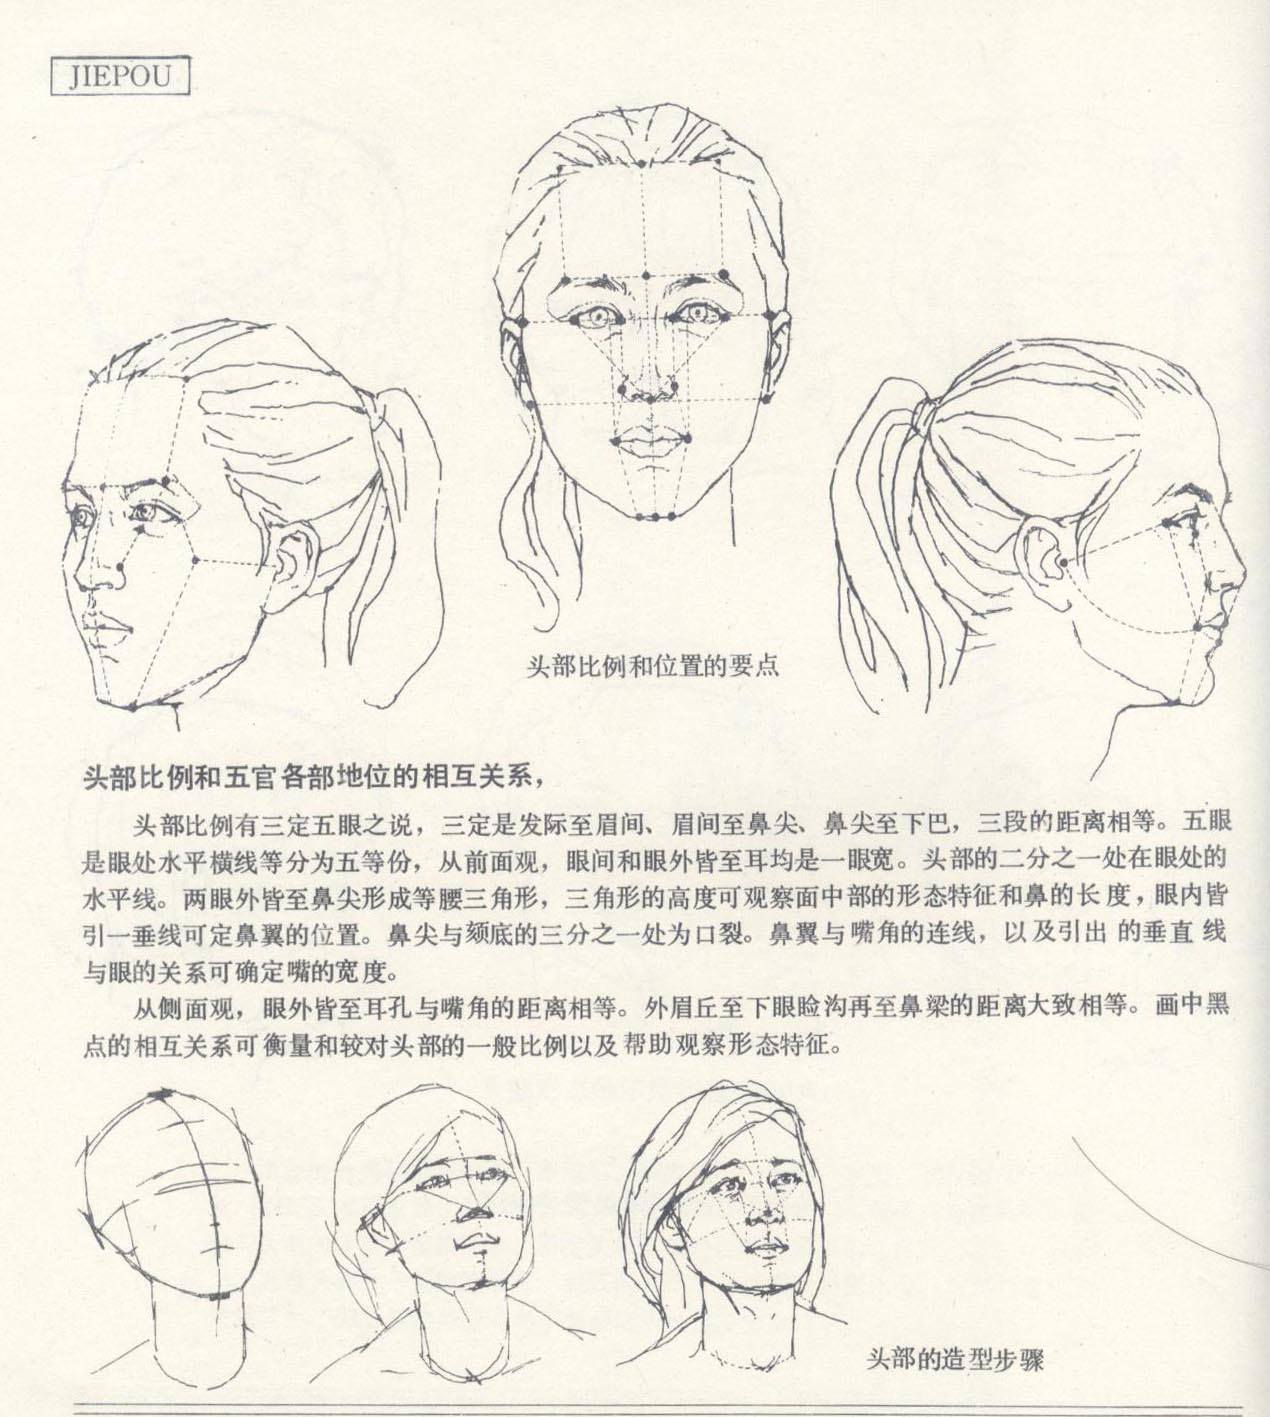 JIEPOU
头部比例和位置的要点
头部比例和五官各部地位的相互关系，
头部比例有三定五眼之说，三定是发际至眉间、眉间至鼻尖、鼻尖至下巴，三段的距离相等。五眼
是眼处水平横线等分为五等份，从前面观，眼间和眼外眥至耳均是一眼宽。头部的二分之一处在眼处的
水平线。两眼外眥至鼻尖形成等腰三角形，三角形的高度可观察面中部的形态特征和鼻的长度，眼内眥
引一垂线可定鼻翼的位置。鼻尖与颏底的三分之一处为口裂。鼻翼与嘴角的连线，以及引出的垂直线
与眼的关系可确定嘴的宽度。
从侧面观，眼外眥至耳孔与嘴角的距离相等。外眉丘至下眼睑沟再至鼻梁的距离大致相等。画中黑
点的相互关系可衡量和较对头部的一般比例以及帮助观察形态特征。
头部的造型步骤